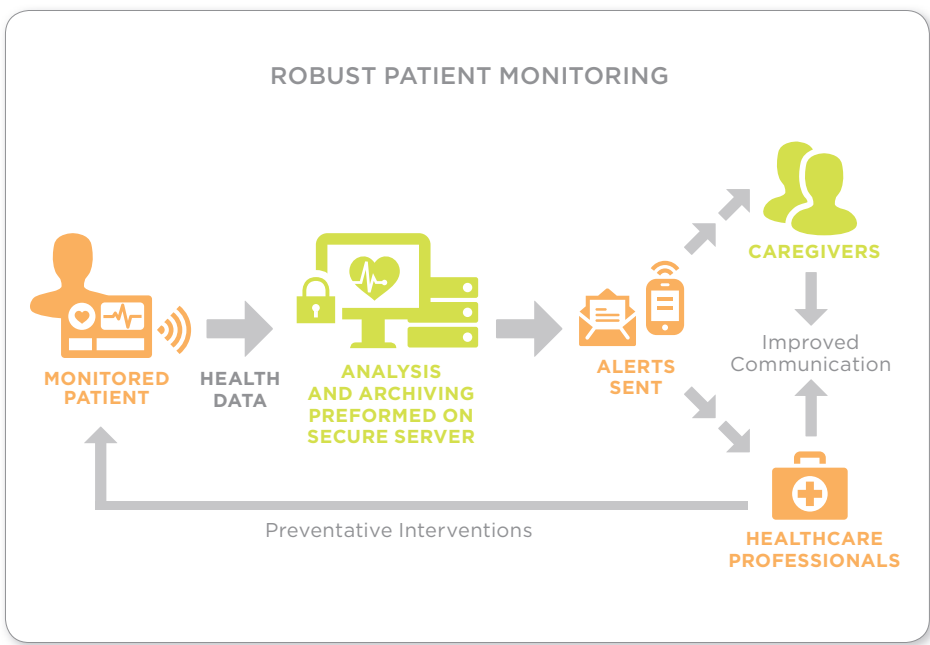 ROBUST PATIENT MONITORING
MONITORED
PATIENT
HEALTH
DATA
ANALYSIS
AND ARCHIVING
PREFORMED ON
SECURE SERVER
ALERTS
SENT
CAREGIVERS
Improved
Communication
HEALTHCARE
PROFESSIONALS
Preventative Interventions